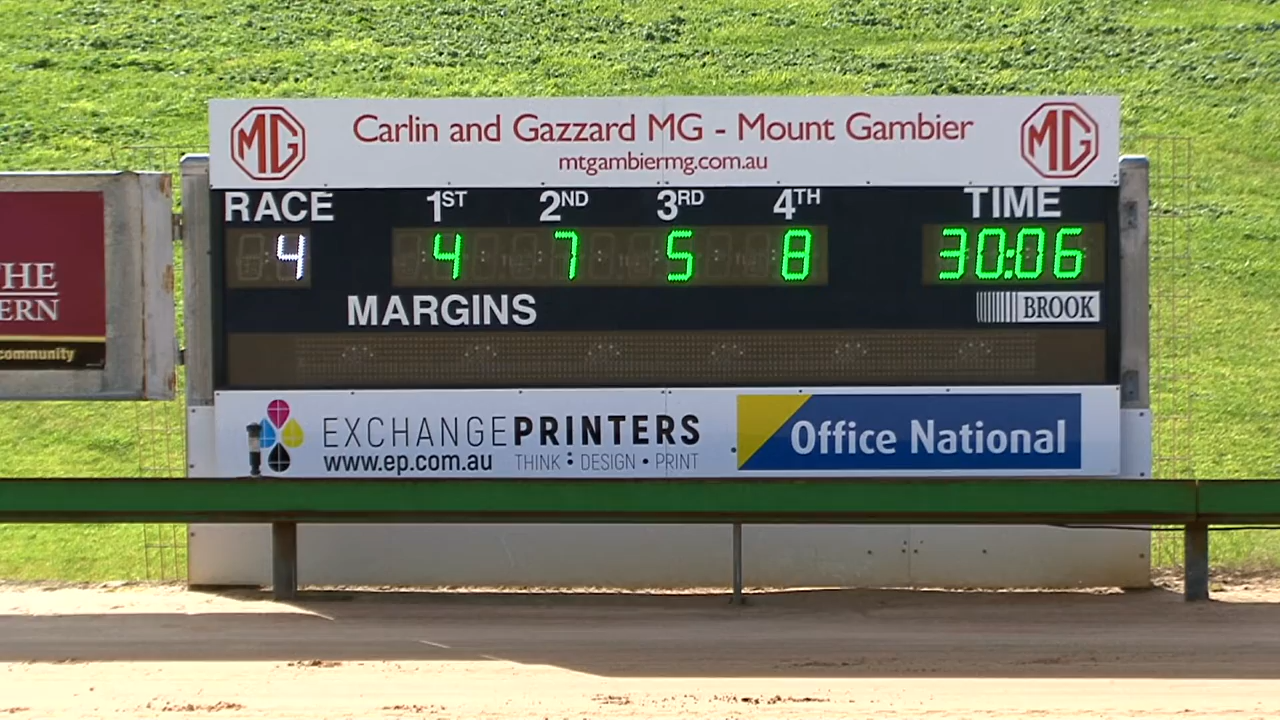 MG Carlin and Gazzard MG - Mount Gambier MG
mtgambiermg.com.au
RACE 1ST 2ND 3RD 4TH TIME
4 4 7 5 8 30:06
MARGINS BROOK
THE
ERN
community
EXCHANGEPRINTERS
www.ep.com.au THINK • DESIGN • PRINT
Office National